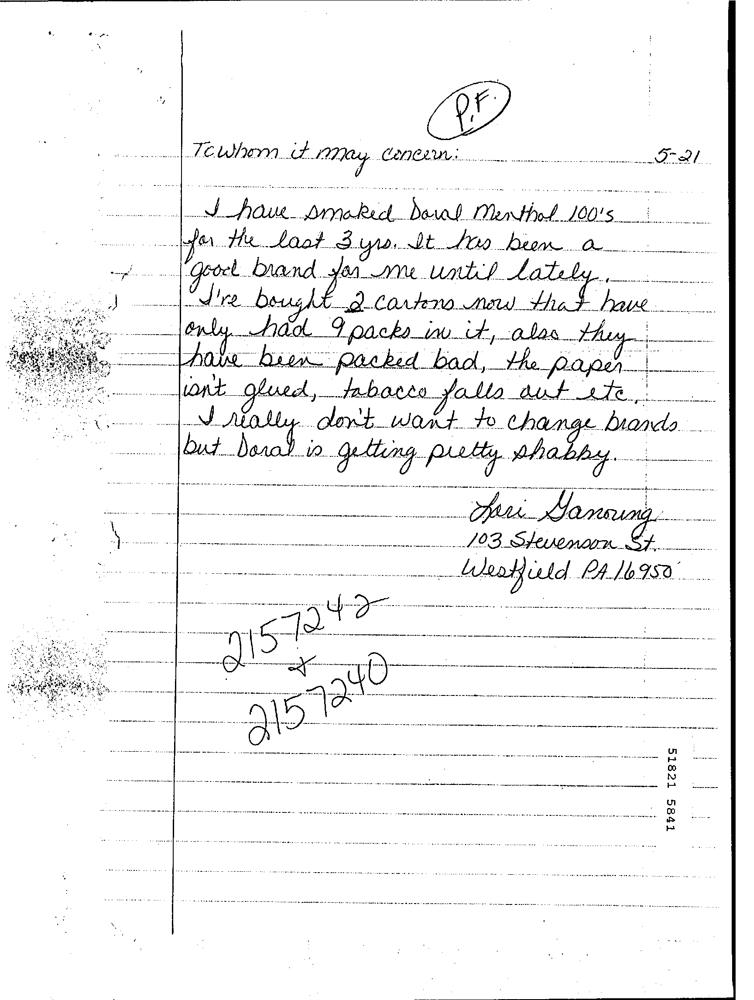 P.F.
To whom it may concern: 5-21
I have smoked Doral Menthol 100's
for the last 3 yrs. It has been a
good brand for me until lately.
I've bought 2 cartons now that have
only had 9 packs in it, also they
have been packed bad, the paper
isn't glued, tobacco falls out etc.
I really don't want to change brands
but Doral is getting pretty shabby.
Lori Ganoung
103 Stevenson St.
Westfield PA 16950
2157242
+
2157240
51821 5841